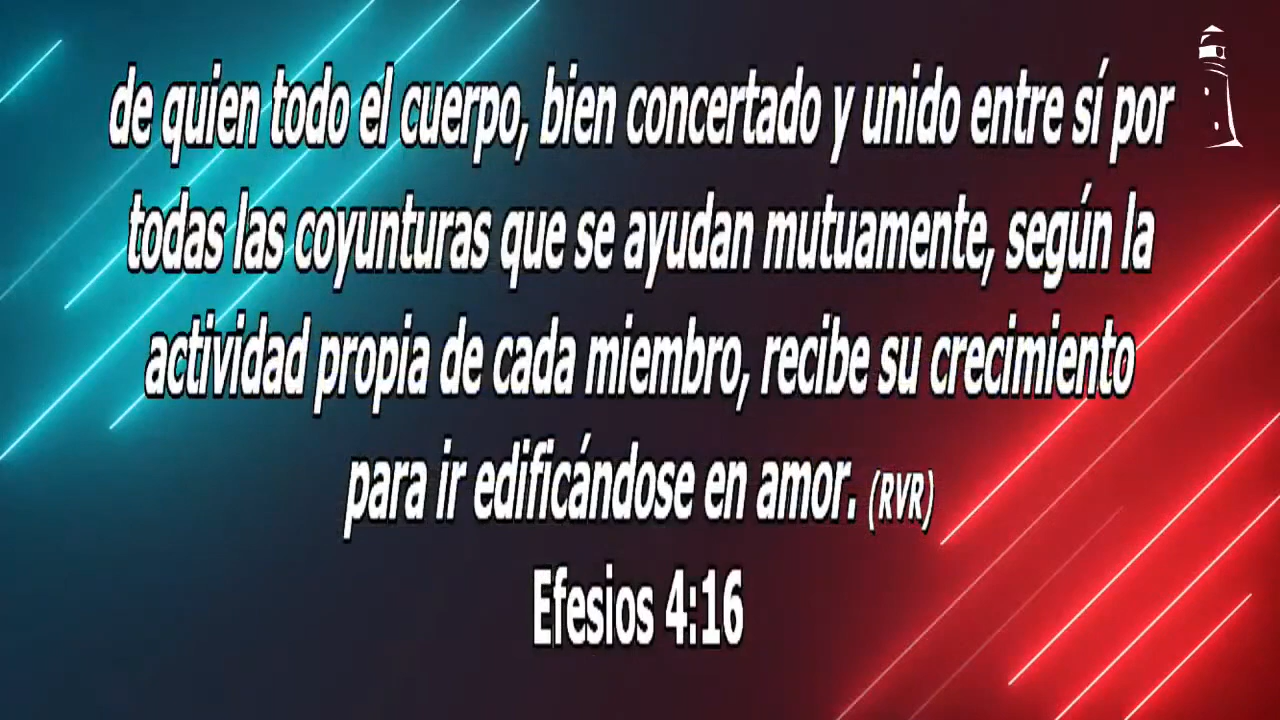 de quien todo el cuerpo, bien concertado y unido entre sí por
todas las coyunturas que se ayudan mutuamente, según la
actividad propia de cada miembro, recibe su crecimiento
para ir edificándose en amor. (RVR)
Efesios 4:16